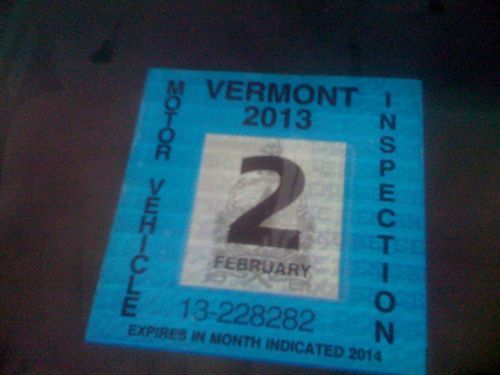 VERMONT
2013
MOTOR VEHICLE
INSPECTION
2
FEBRUARY
13-228282
EXPIRES IN MONTH INDICATED 2014